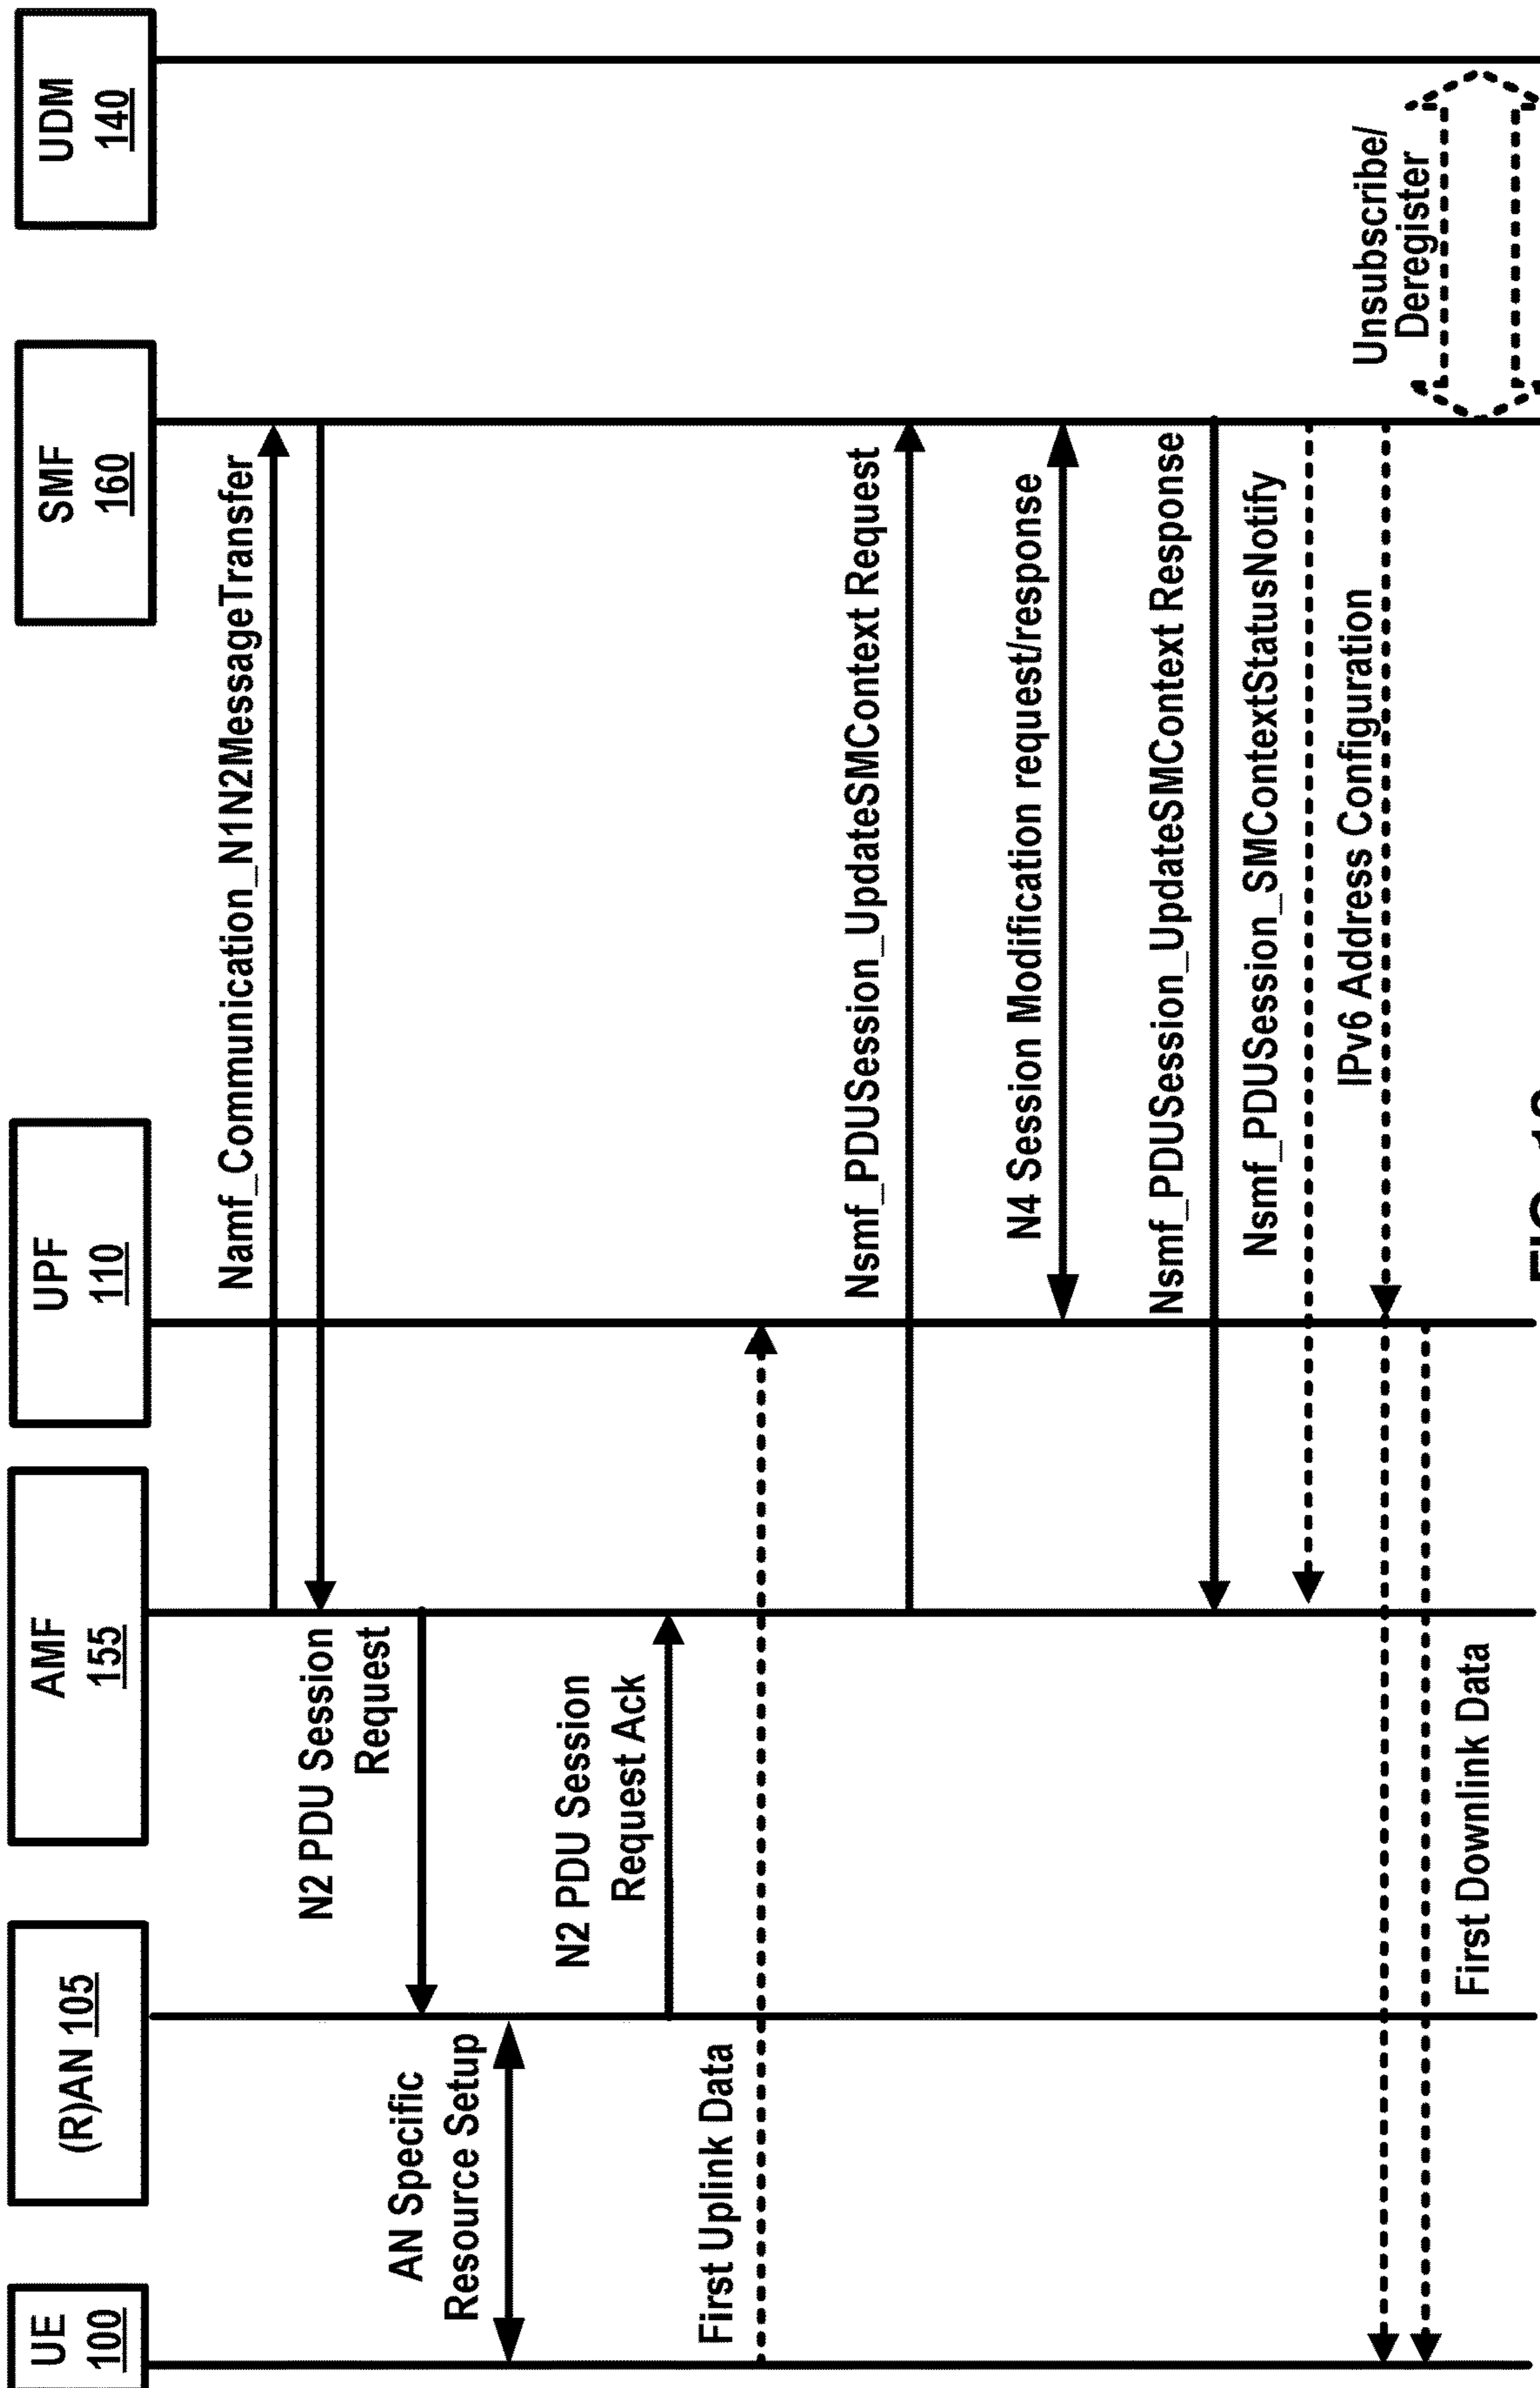 UE
100
(R)AN 105
AMF
155
UPF
110
SMF
160
UDM
140
Namf_Communication_N1N2MessageTransfer
N2 PDU Session
Request
AN Specific
Resource Setup
N2 PDU Session
Request Ack
First Uplink Data
Nsmf_PDUSession_UpdateSMContext Request
N4 Session Modification request/response
Nsmf_PDUSession_UpdateSMContext Response
Nsmf_PDUSession_SMContextStatusNotify
IPv6 Address Configuration
Unsubscribe/
Deregister
First Downlink Data